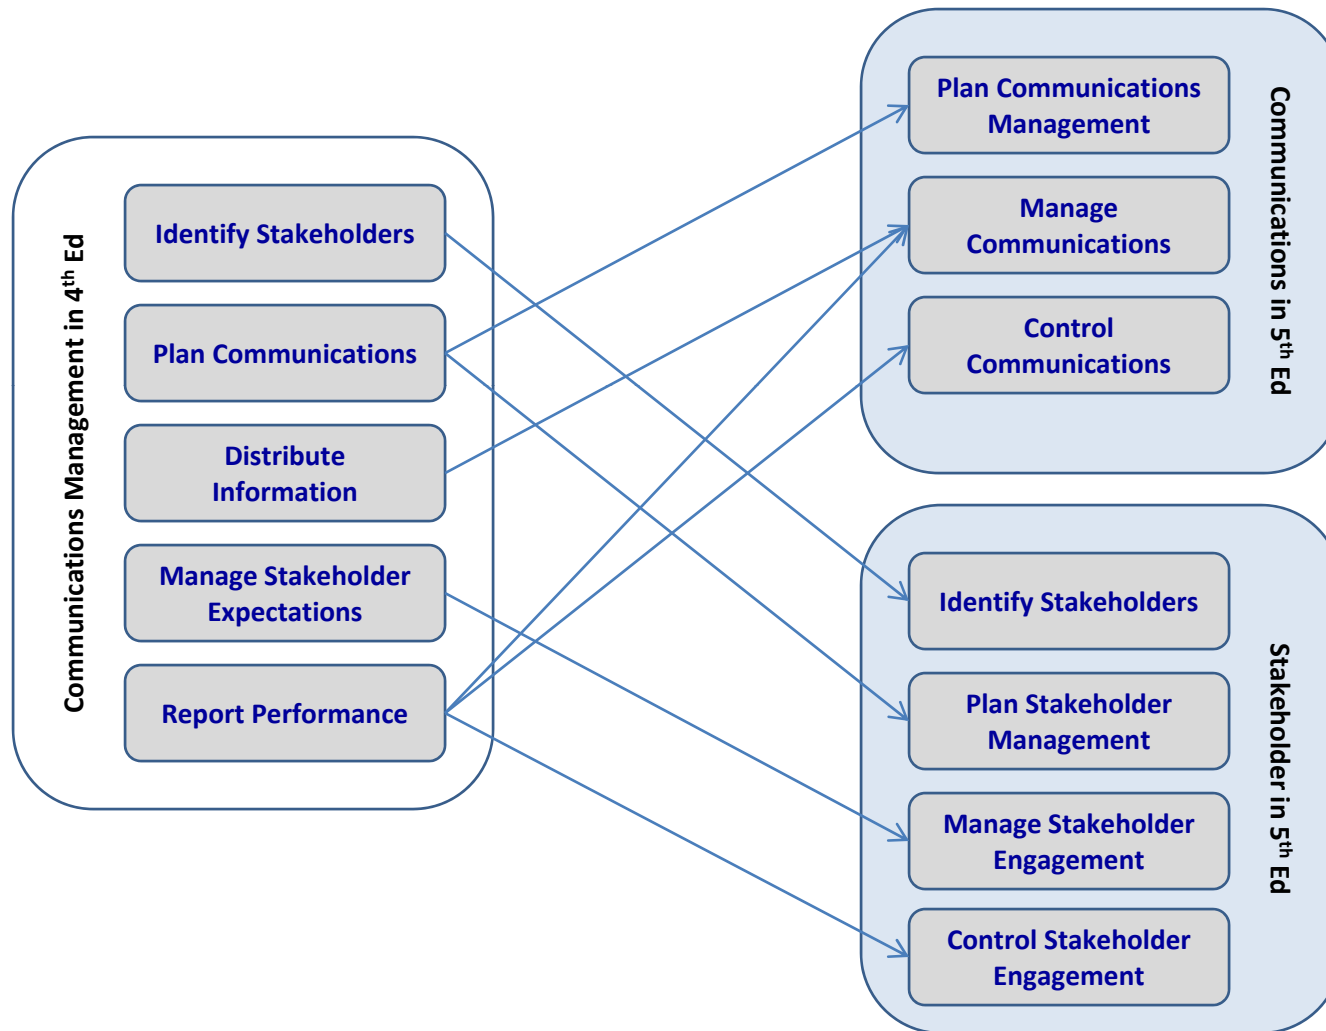 Communications Management in 4th Ed
Identify Stakeholders
Plan Communications
Distribute
Information
Manage Stakeholder
Expectations
Report Performance
Plan Communications
Management
Manage
Communications
Control
Communications
Communications in 5th Ed
Identify Stakeholders
Plan Stakeholder
Management
Manage Stakeholder
Engagement
Control Stakeholder
Engagement
Stakeholder in 5th Ed